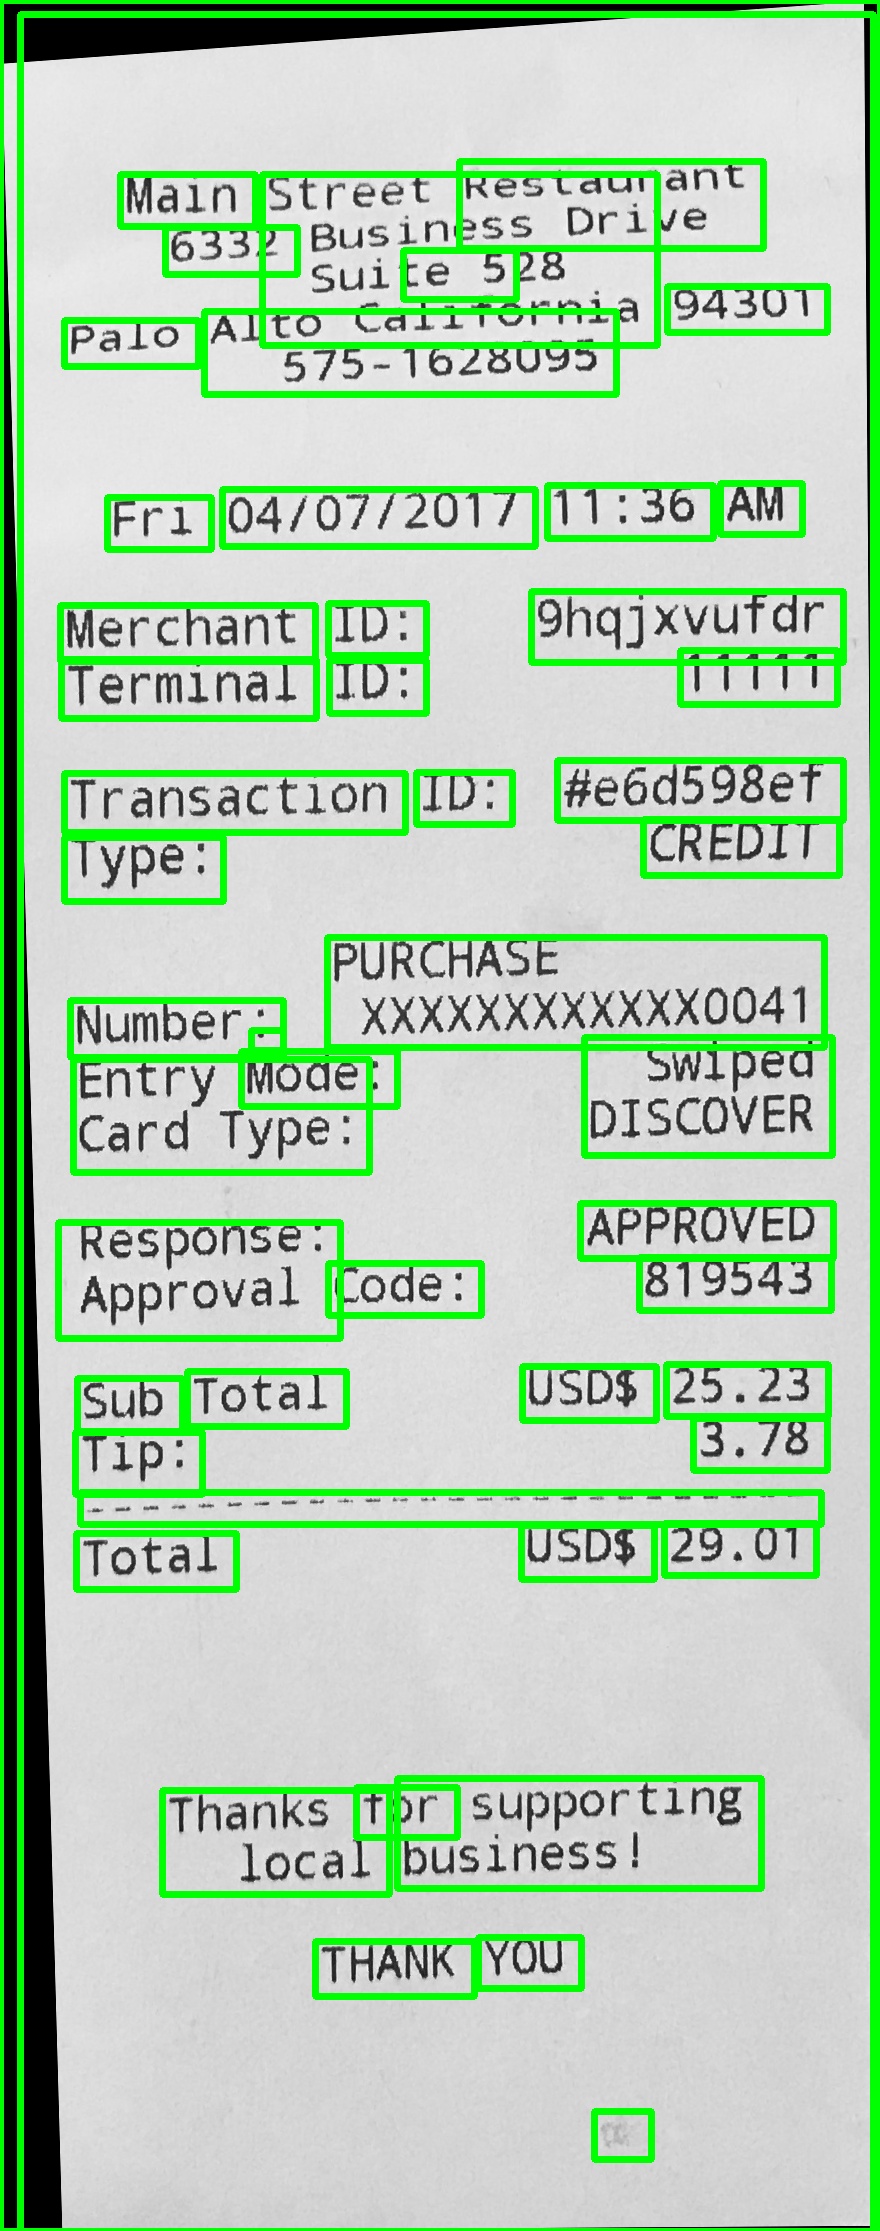 Main Street Restaurant
6332 Business Drive
Suite 528
Palo Alto California 94301
575-1628095
Fri 04/07/2017 11:36 AM
Merchant ID: 9hqjxvufdr
Terminal ID: 11111
Transaction ID: #e6d598ef
Type: CREDIT
PURCHASE
Number: XXXXXXXXXXXX0041
Entry Mode: Swiped
Card Type: DISCOVER
Response: APPROVED
Approval Code: 819543
Sub Total USD$ 25.23
Tip: 3.78
--------------------------
Total USD$ 29.01
Thanks for supporting
local business!
THANK YOU